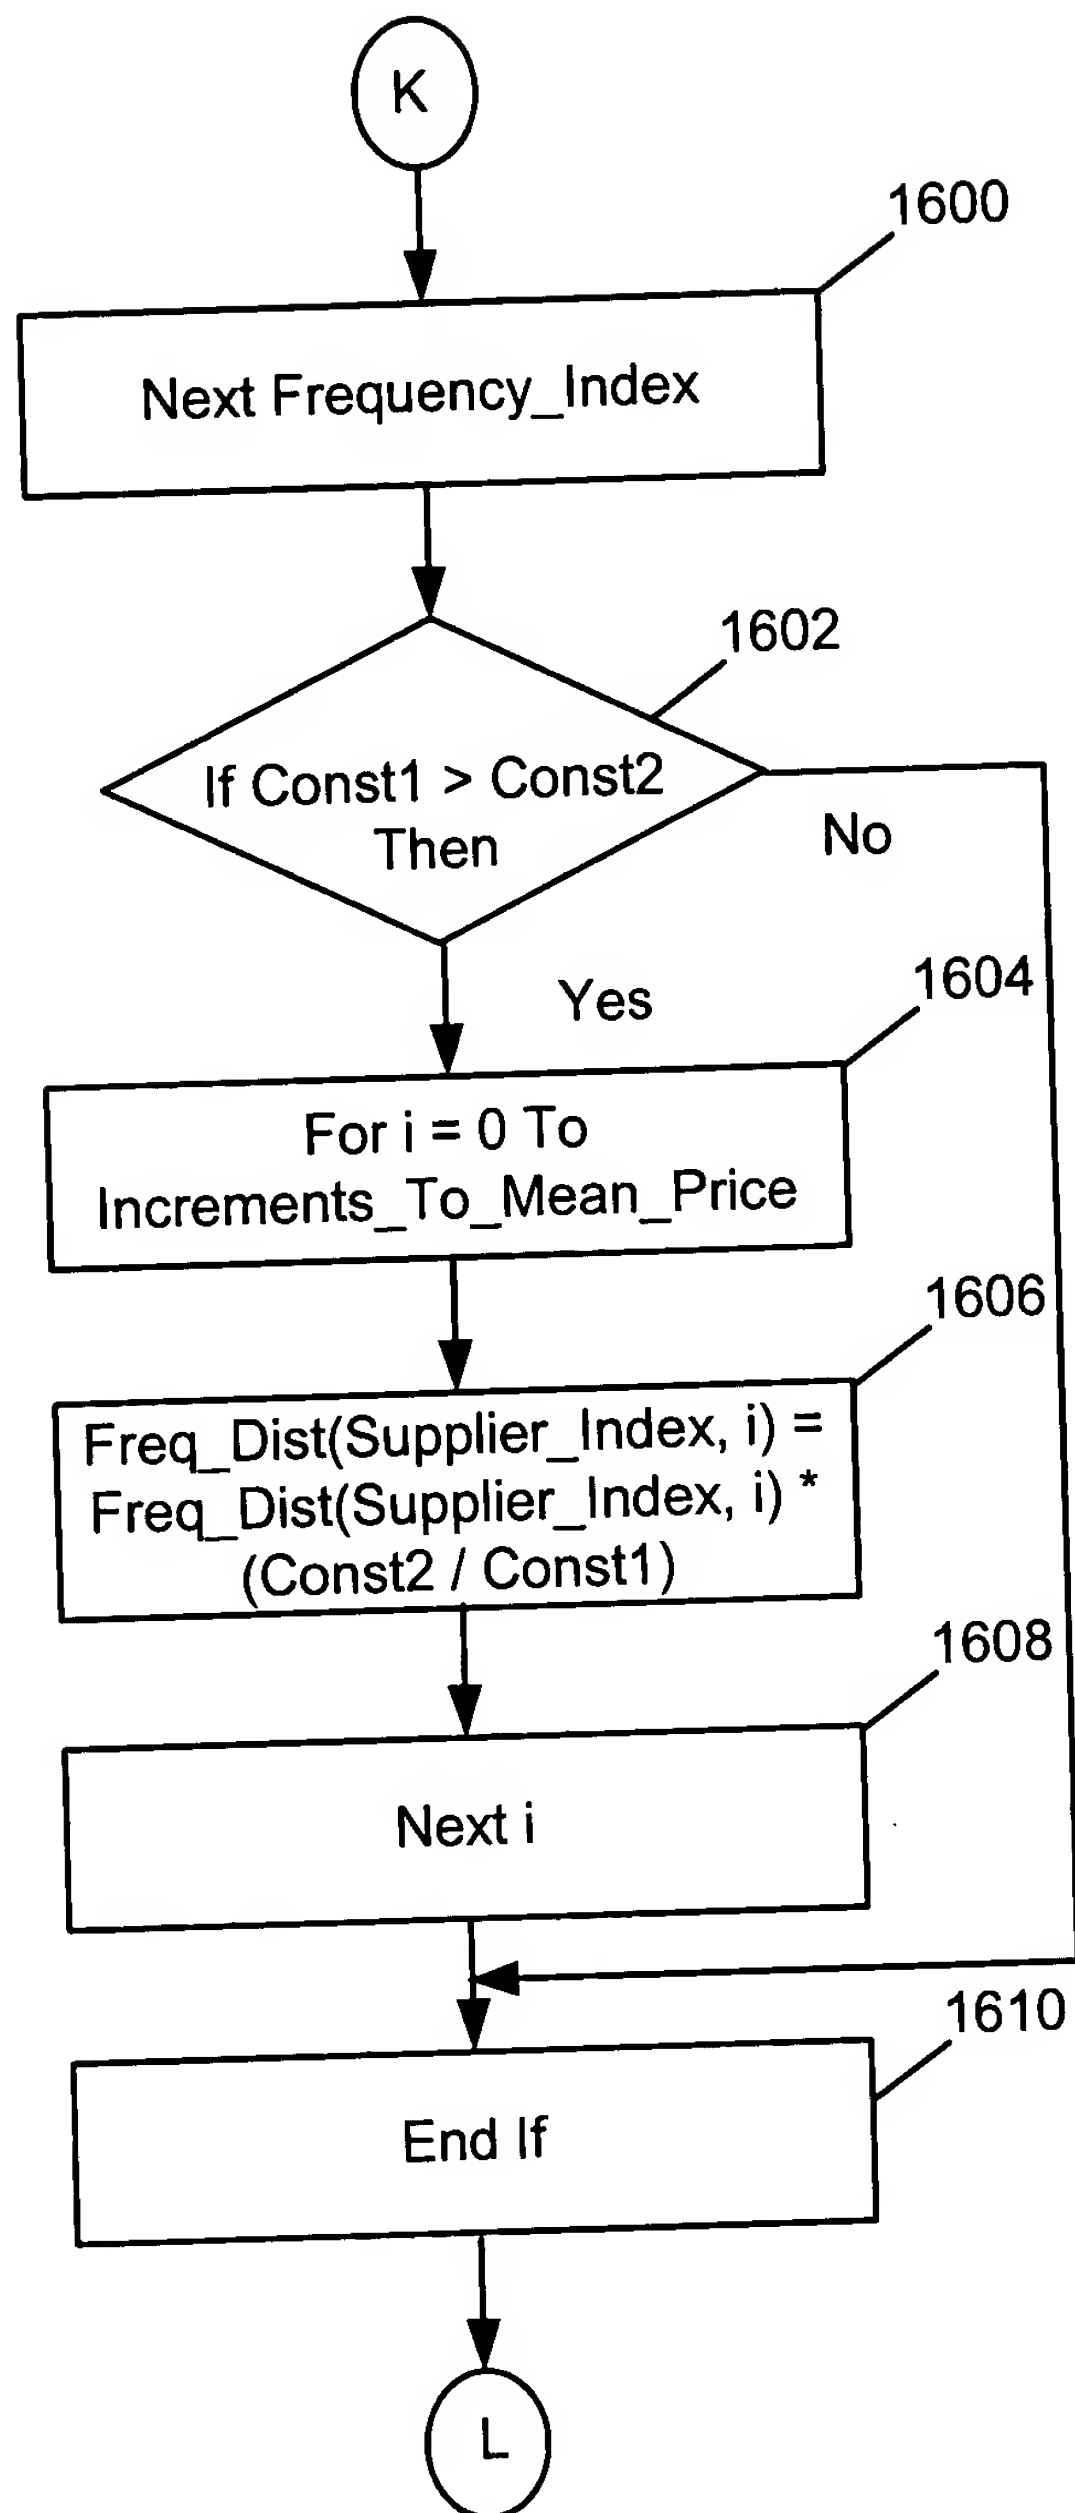 K
1600
Next Frequency_Index
1602
If Const1 > Const2
Then
No
Yes
1604
For i = 0 To
Increments_To_Mean_Price
1606
Freq_Dist(Supplier_Index, i) =
Freq_Dist(Supplier_Index, i) *
(Const2 / Const1)
1608
Next i
1610
End If
L